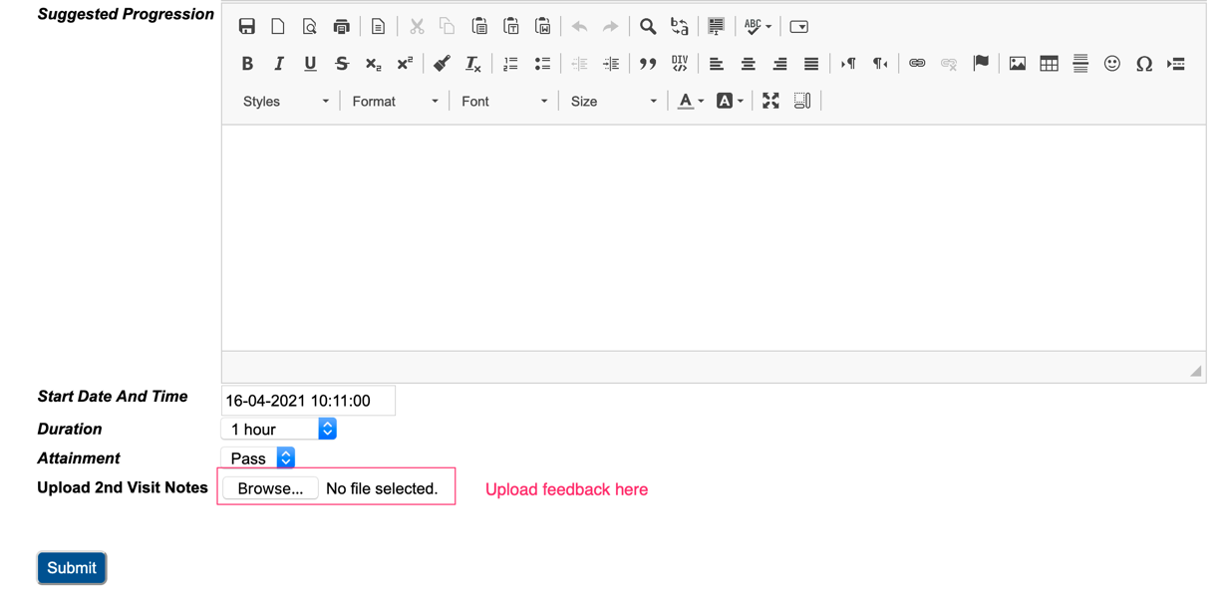 Suggested Progression
Styles Format Font Size
Start Date And Time 16-04-2021 10:11:00
Duration 1 hour
Attainment Pass
Upload 2nd Visit Notes Browse... No file selected. Upload feedback here
Submit